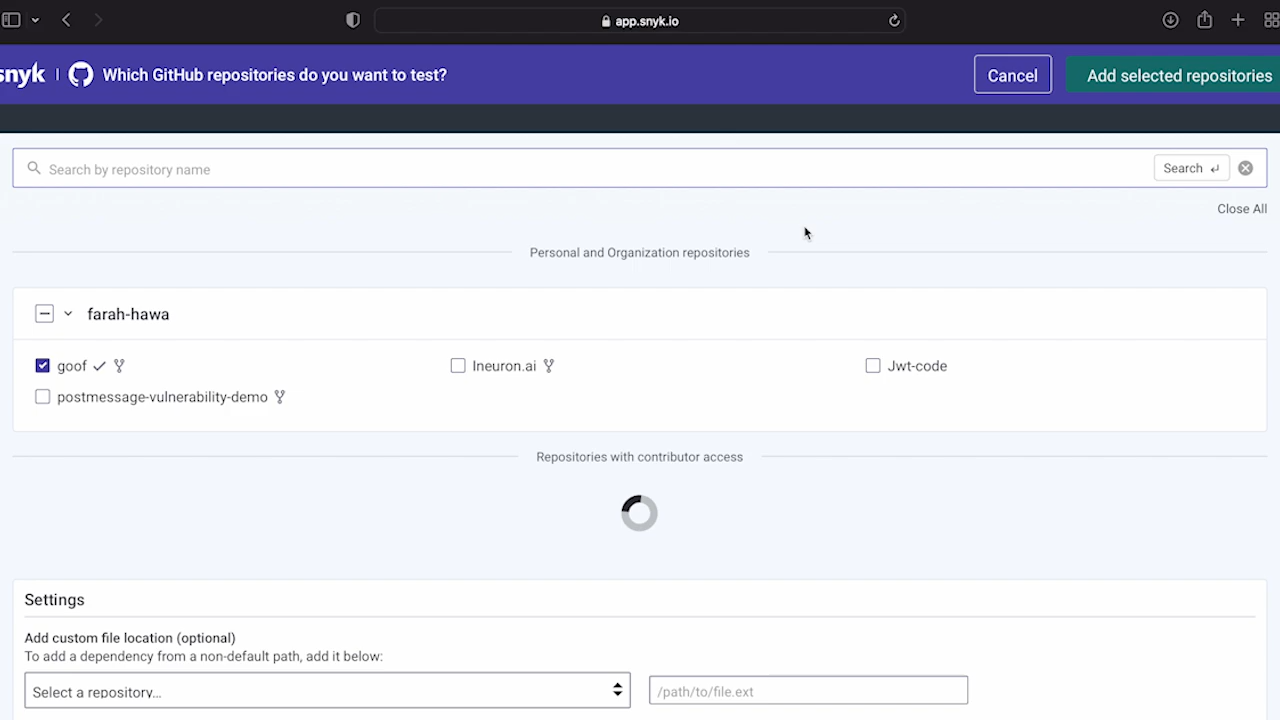 app.snyk.io
snyk | Which GitHub repositories do you want to test? Cancel Add selected repositories
Search by repository name Search ↵
Close All
Personal and Organization repositories
farah-hawa
goof Ineuron.ai Jwt-code
postmessage-vulnerability-demo
Repositories with contributor access
Settings
Add custom file location (optional)
To add a dependency from a non-default path, add it below:
Select a repository... /path/to/file.ext